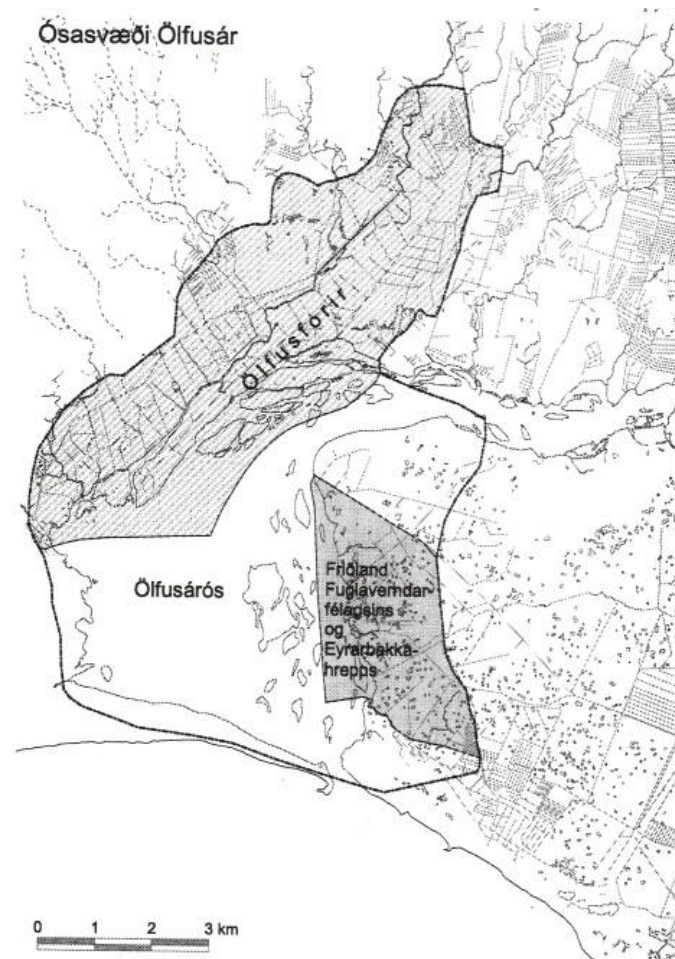 Ósasvæði Ölfusár
Ölfusforir
Ölfusárós
Friðland
Fuglaverndar-
félagsins
og
Eyrarbakka-
hrepps
0 1 2 3 km